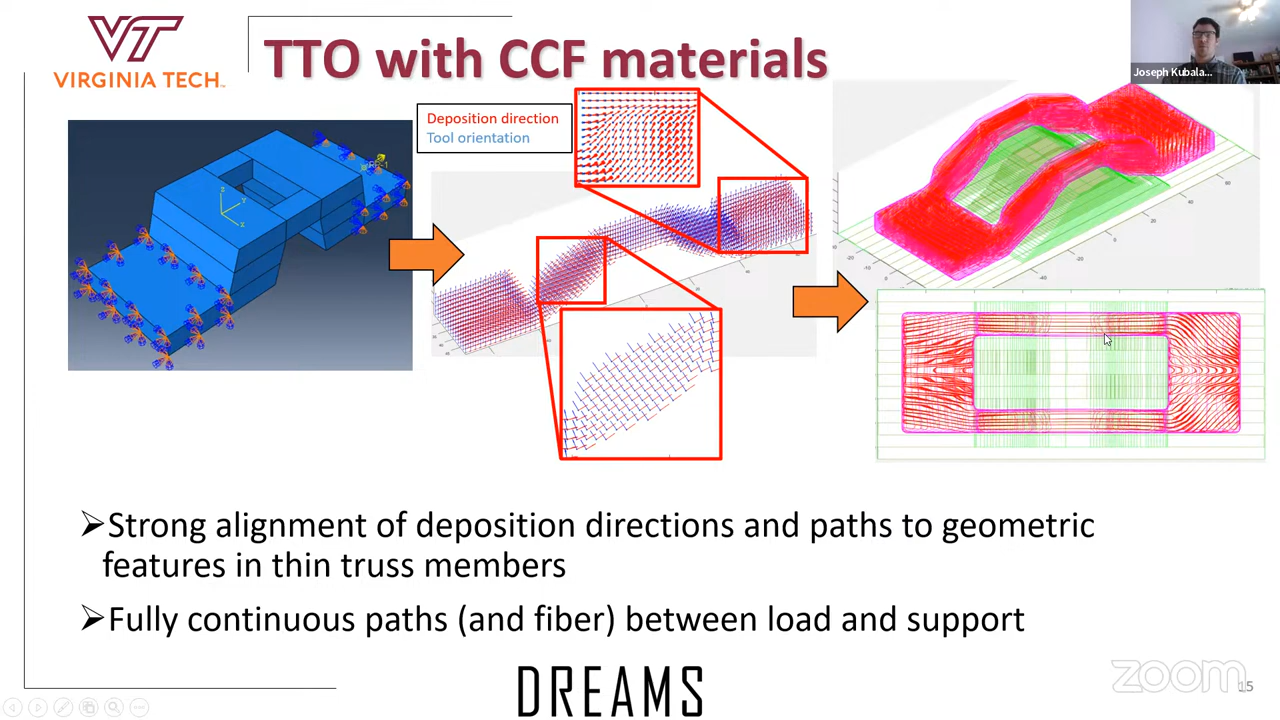 VIRGINIA TECH
TTO with CCF materials
Joseph Kubala...
Deposition direction
Tool orientation
Strong alignment of deposition directions and paths to geometric
features in thin truss members
Fully continuous paths (and fiber) between load and support
DREAMS
zoom
15